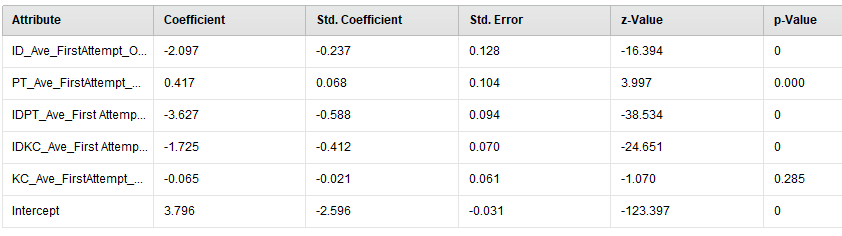 Attribute Coefficient Std. Coefficient Std. Error z-Value p-Value
ID_Ave_FirstAttempt_O... -2.097 -0.237 0.128 -16.394 0
PT_Ave_FirstAttempt_... 0.417 0.068 0.104 3.997 0.000
IDPT_Ave_First Attemp... -3.627 -0.588 0.094 -38.534 0
IDKC_Ave_First Attemp... -1.725 -0.412 0.070 -24.651 0
KC_Ave_FirstAttempt_... -0.065 -0.021 0.061 -1.070 0.285
Intercept 3.796 -2.596 -0.031 -123.397 0